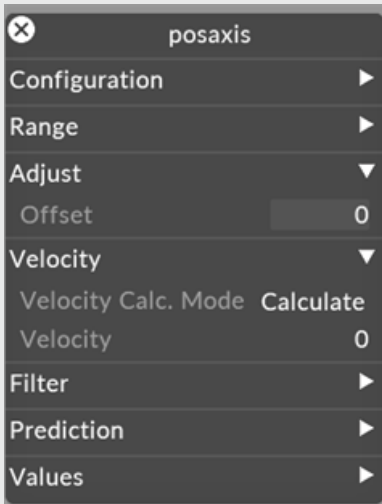 posaxis
Configuration
Range
Adjust
Offset 0
Velocity
Velocity Calc. Mode Calculate
Velocity 0
Filter
Prediction
Values